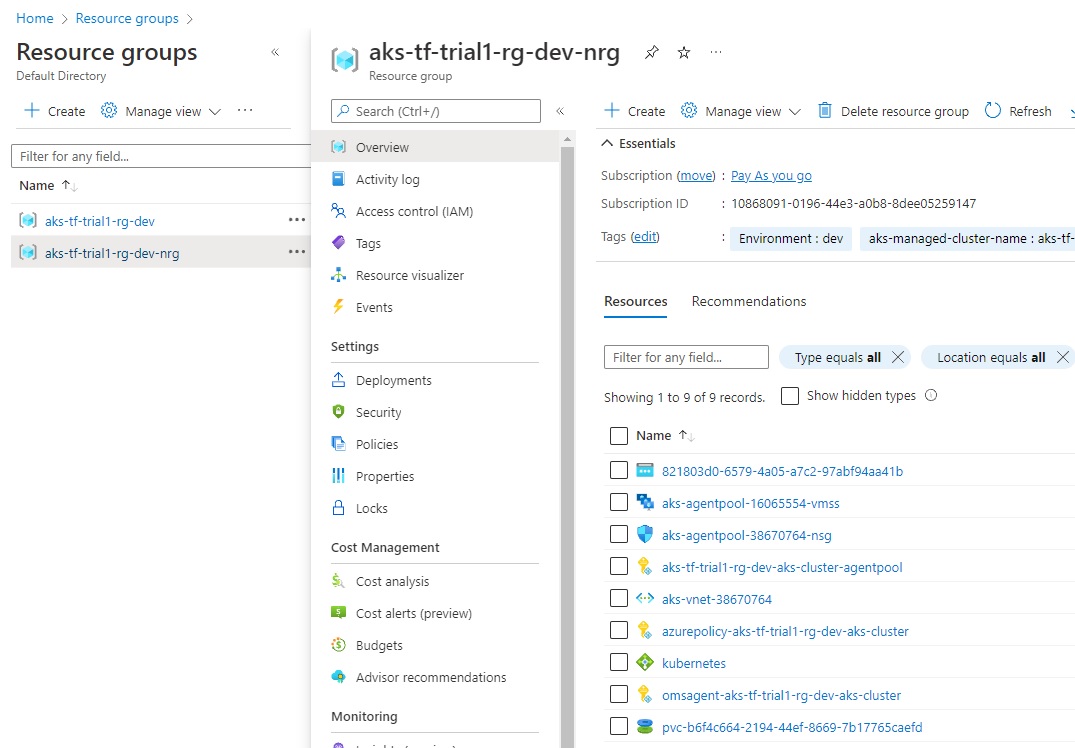 Home > Resource groups >
Resource groups
Default Directory
«
+ Create Manage view ···
Filter for any field...
Name ↑↓
aks-tf-trial1-rg-dev ···
aks-tf-trial1-rg-dev-nrg ···
aks-tf-trial1-rg-dev-nrg ···
Resource group
Search (Ctrl+/) «
Overview
Activity log
Access control (IAM)
Tags
Resource visualizer
Events
Settings
Deployments
Security
Policies
Properties
Locks
Cost Management
Cost analysis
Cost alerts (preview)
Budgets
Advisor recommendations
Monitoring
+ Create Manage view Delete resource group Refresh
Essentials
Subscription (move) : Pay As you go
Subscription ID : 10868091-0196-44e3-a0b8-8dee05259147
Tags (edit) : Environment : dev aks-managed-cluster-name : aks-tf-
Resources Recommendations
Filter for any field... Type equals all Location equals all
Showing 1 to 9 of 9 records. Show hidden types
Name ↑↓
821803d0-6579-4a05-a7c2-97abf94aa41b
aks-agentpool-16065554-vmss
aks-agentpool-38670764-nsg
aks-tf-trial1-rg-dev-aks-cluster-agentpool
aks-vnet-38670764
azurepolicy-aks-tf-trial1-rg-dev-aks-cluster
kubernetes
omsagent-aks-tf-trial1-rg-dev-aks-cluster
pvc-b6f4c664-2194-44ef-8669-7b17765caefd